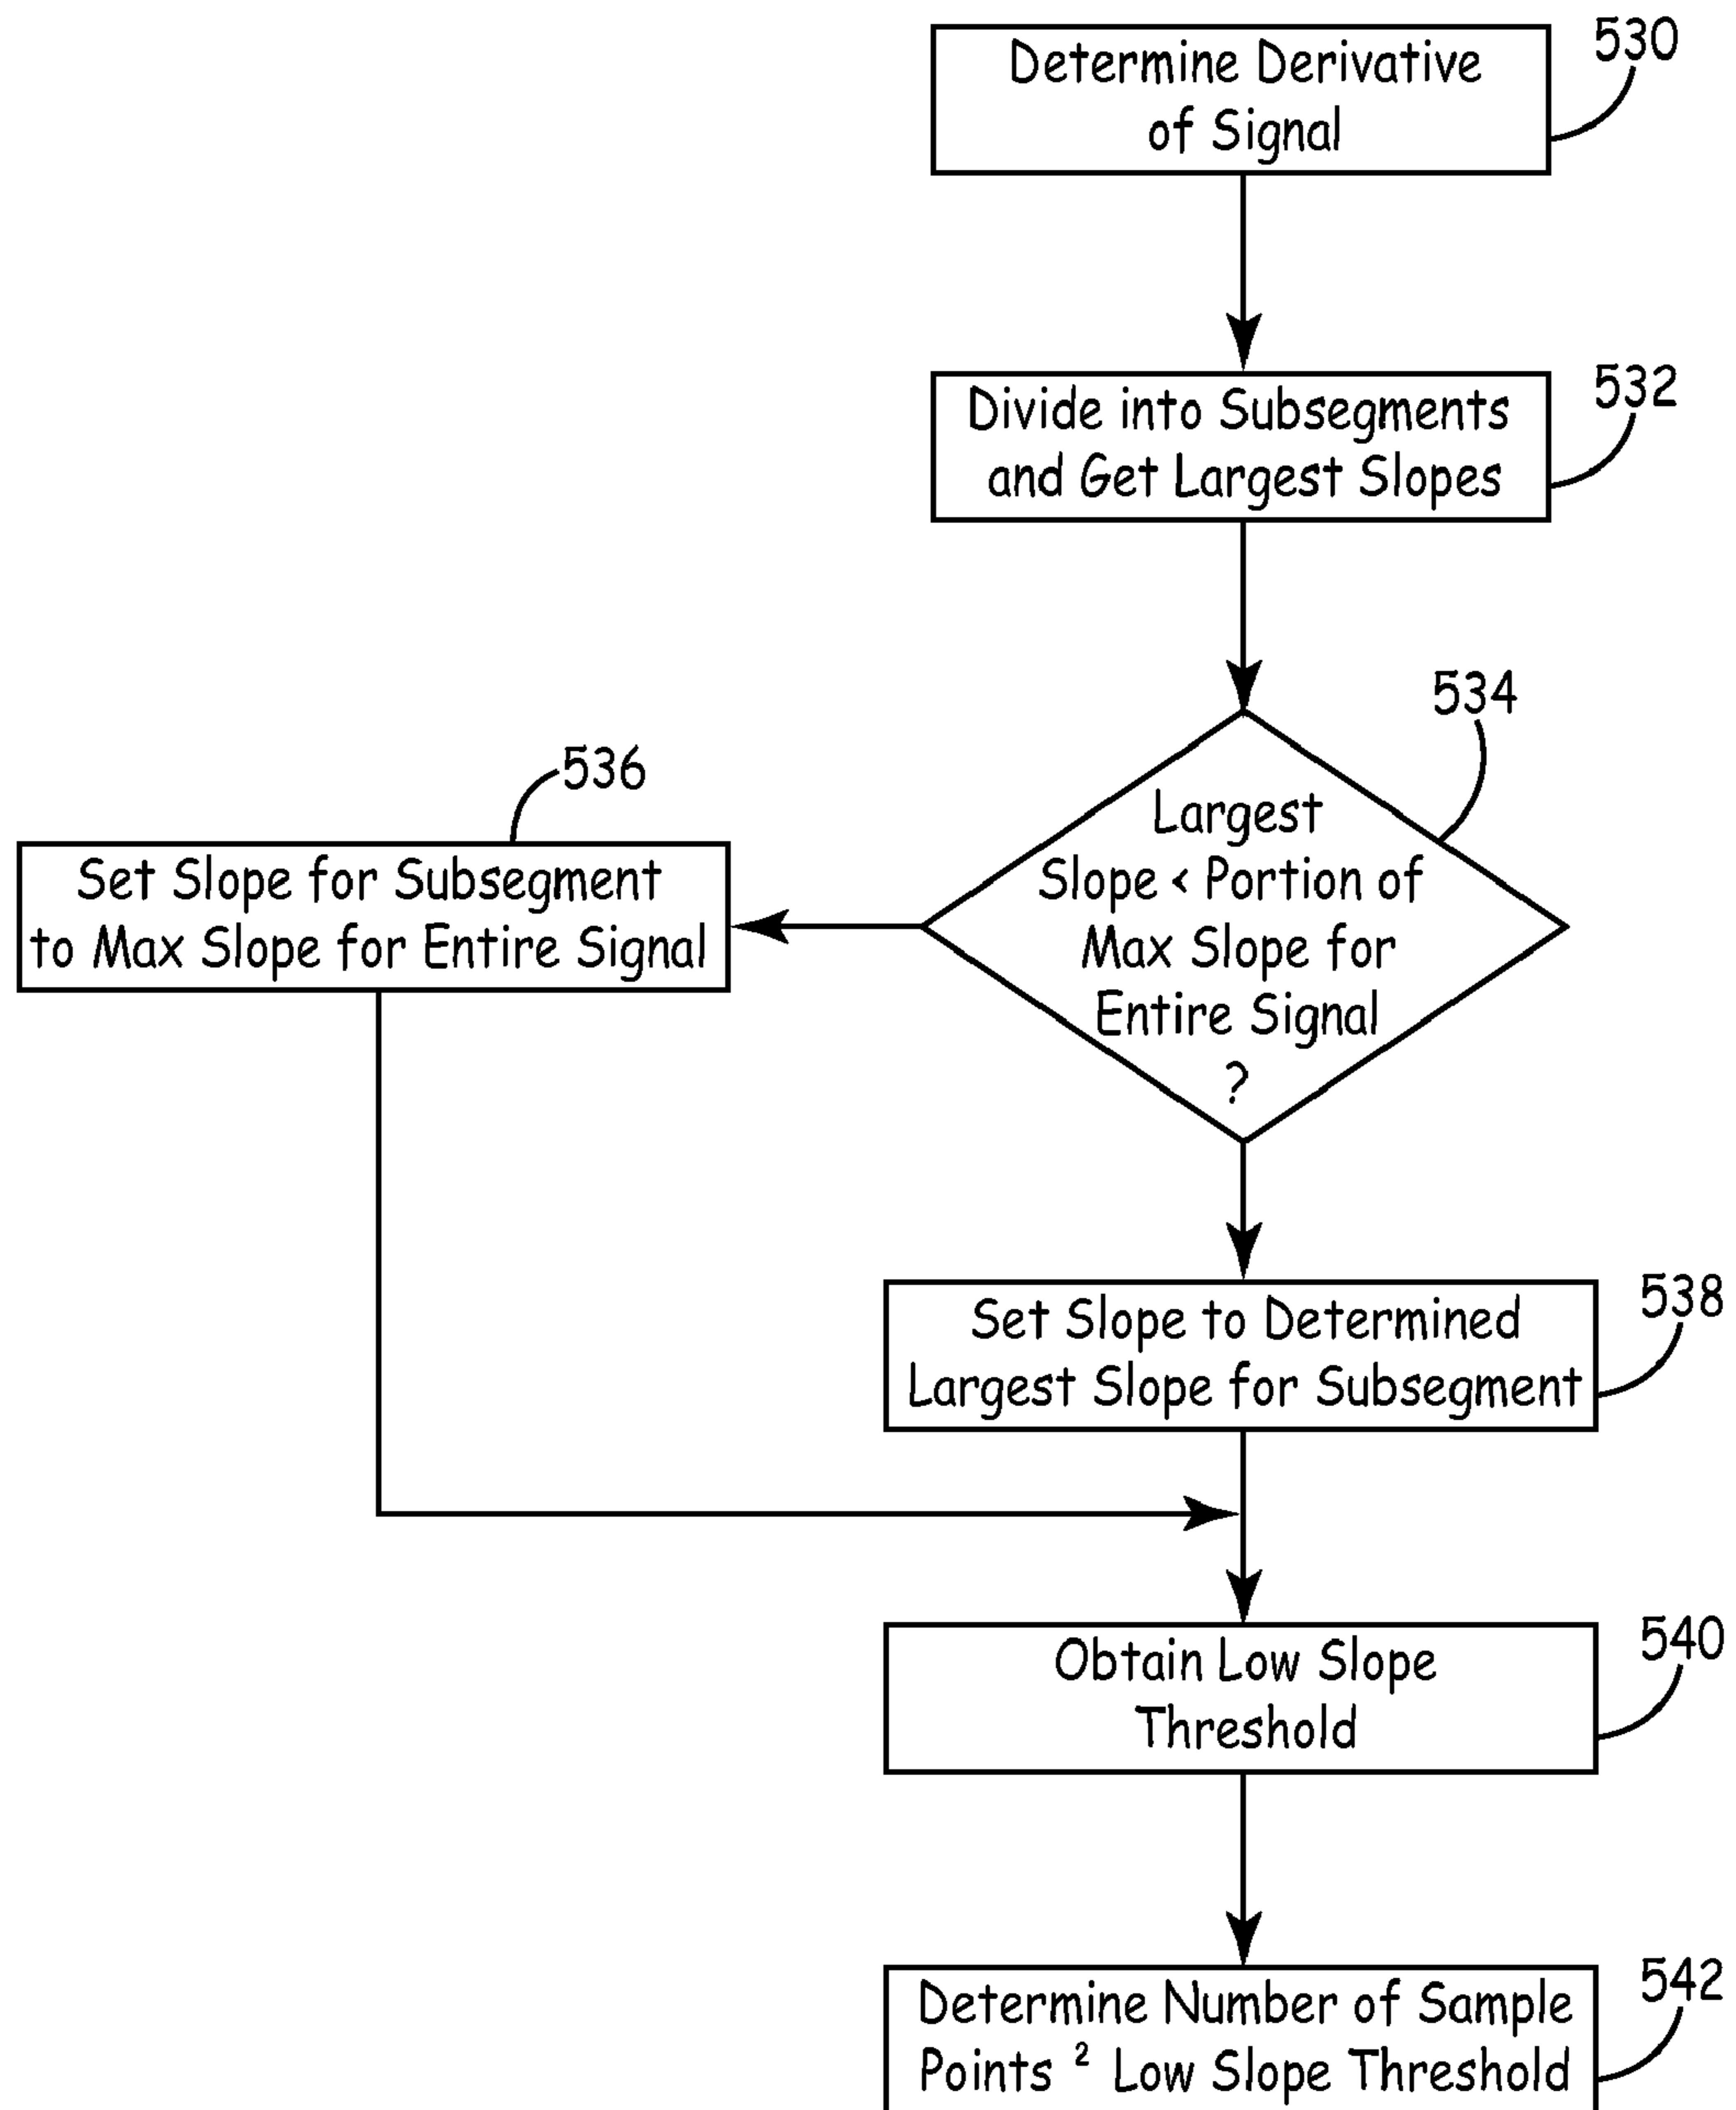 530
Determine Derivative
of Signal
532
Divide into Subsegments
and Get Largest Slopes
534
Largest
Slope < Portion of
Max Slope for
Entire Signal
?
536
Set Slope for Subsegment
to Max Slope for Entire Signal
538
Set Slope to Determined
Largest Slope for Subsegment
540
Obtain Low Slope
Threshold
542
Determine Number of Sample
Points ² Low Slope Threshold